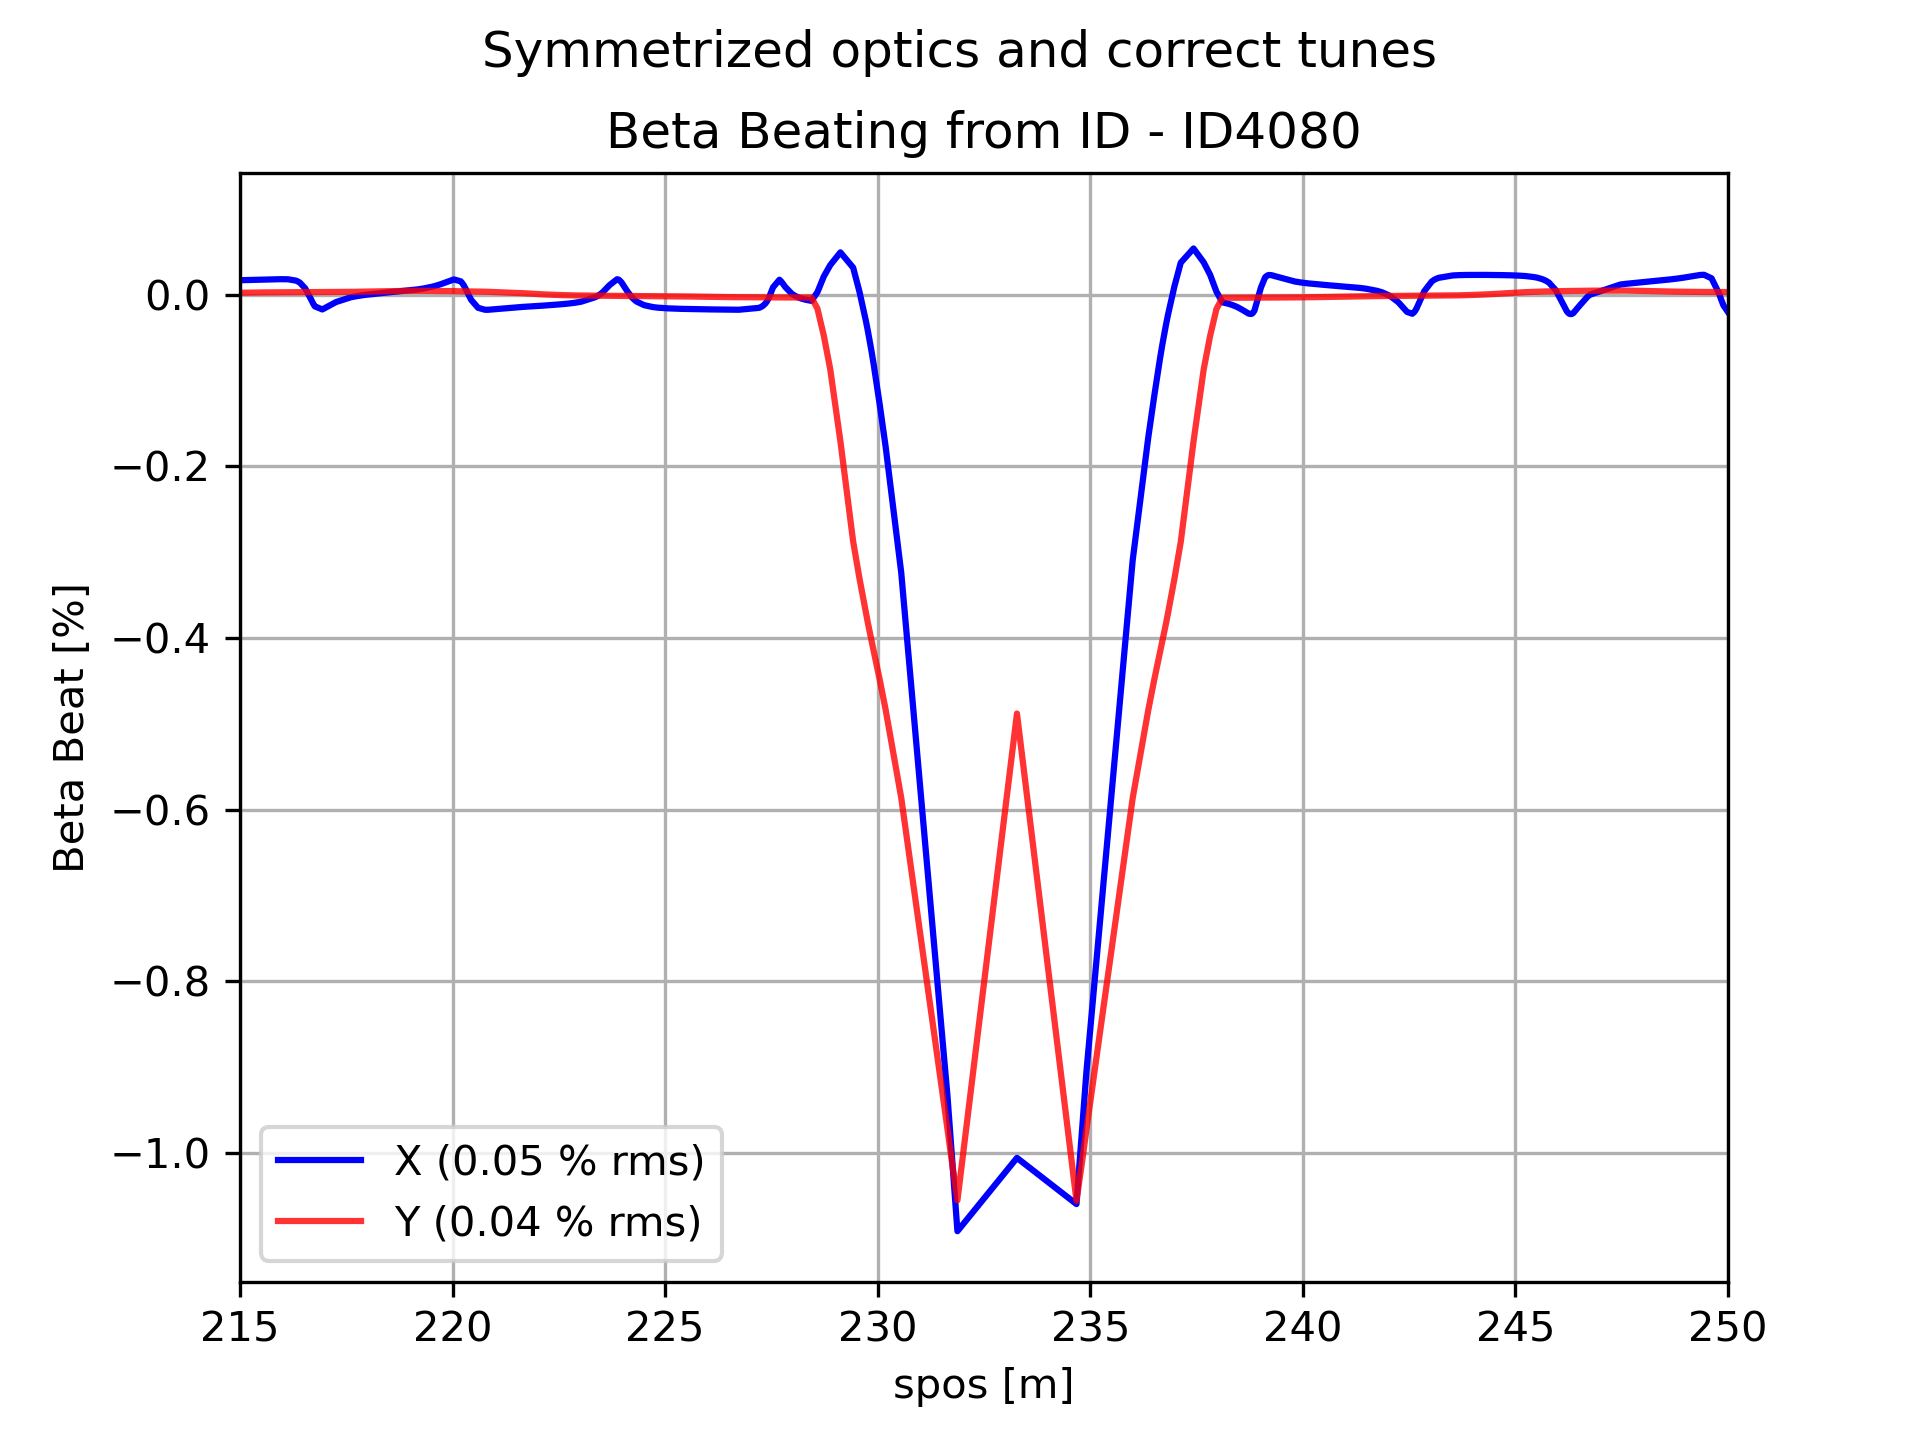 Symmetrized optics and correct tunes
Beta Beating from ID - ID4080
Beta Beat [%]
0.0
−0.2
−0.4
−0.6
−0.8
−1.0
X (0.05 % rms)
Y (0.04 % rms)
215 220 225 230 235 240 245 250
spos [m]